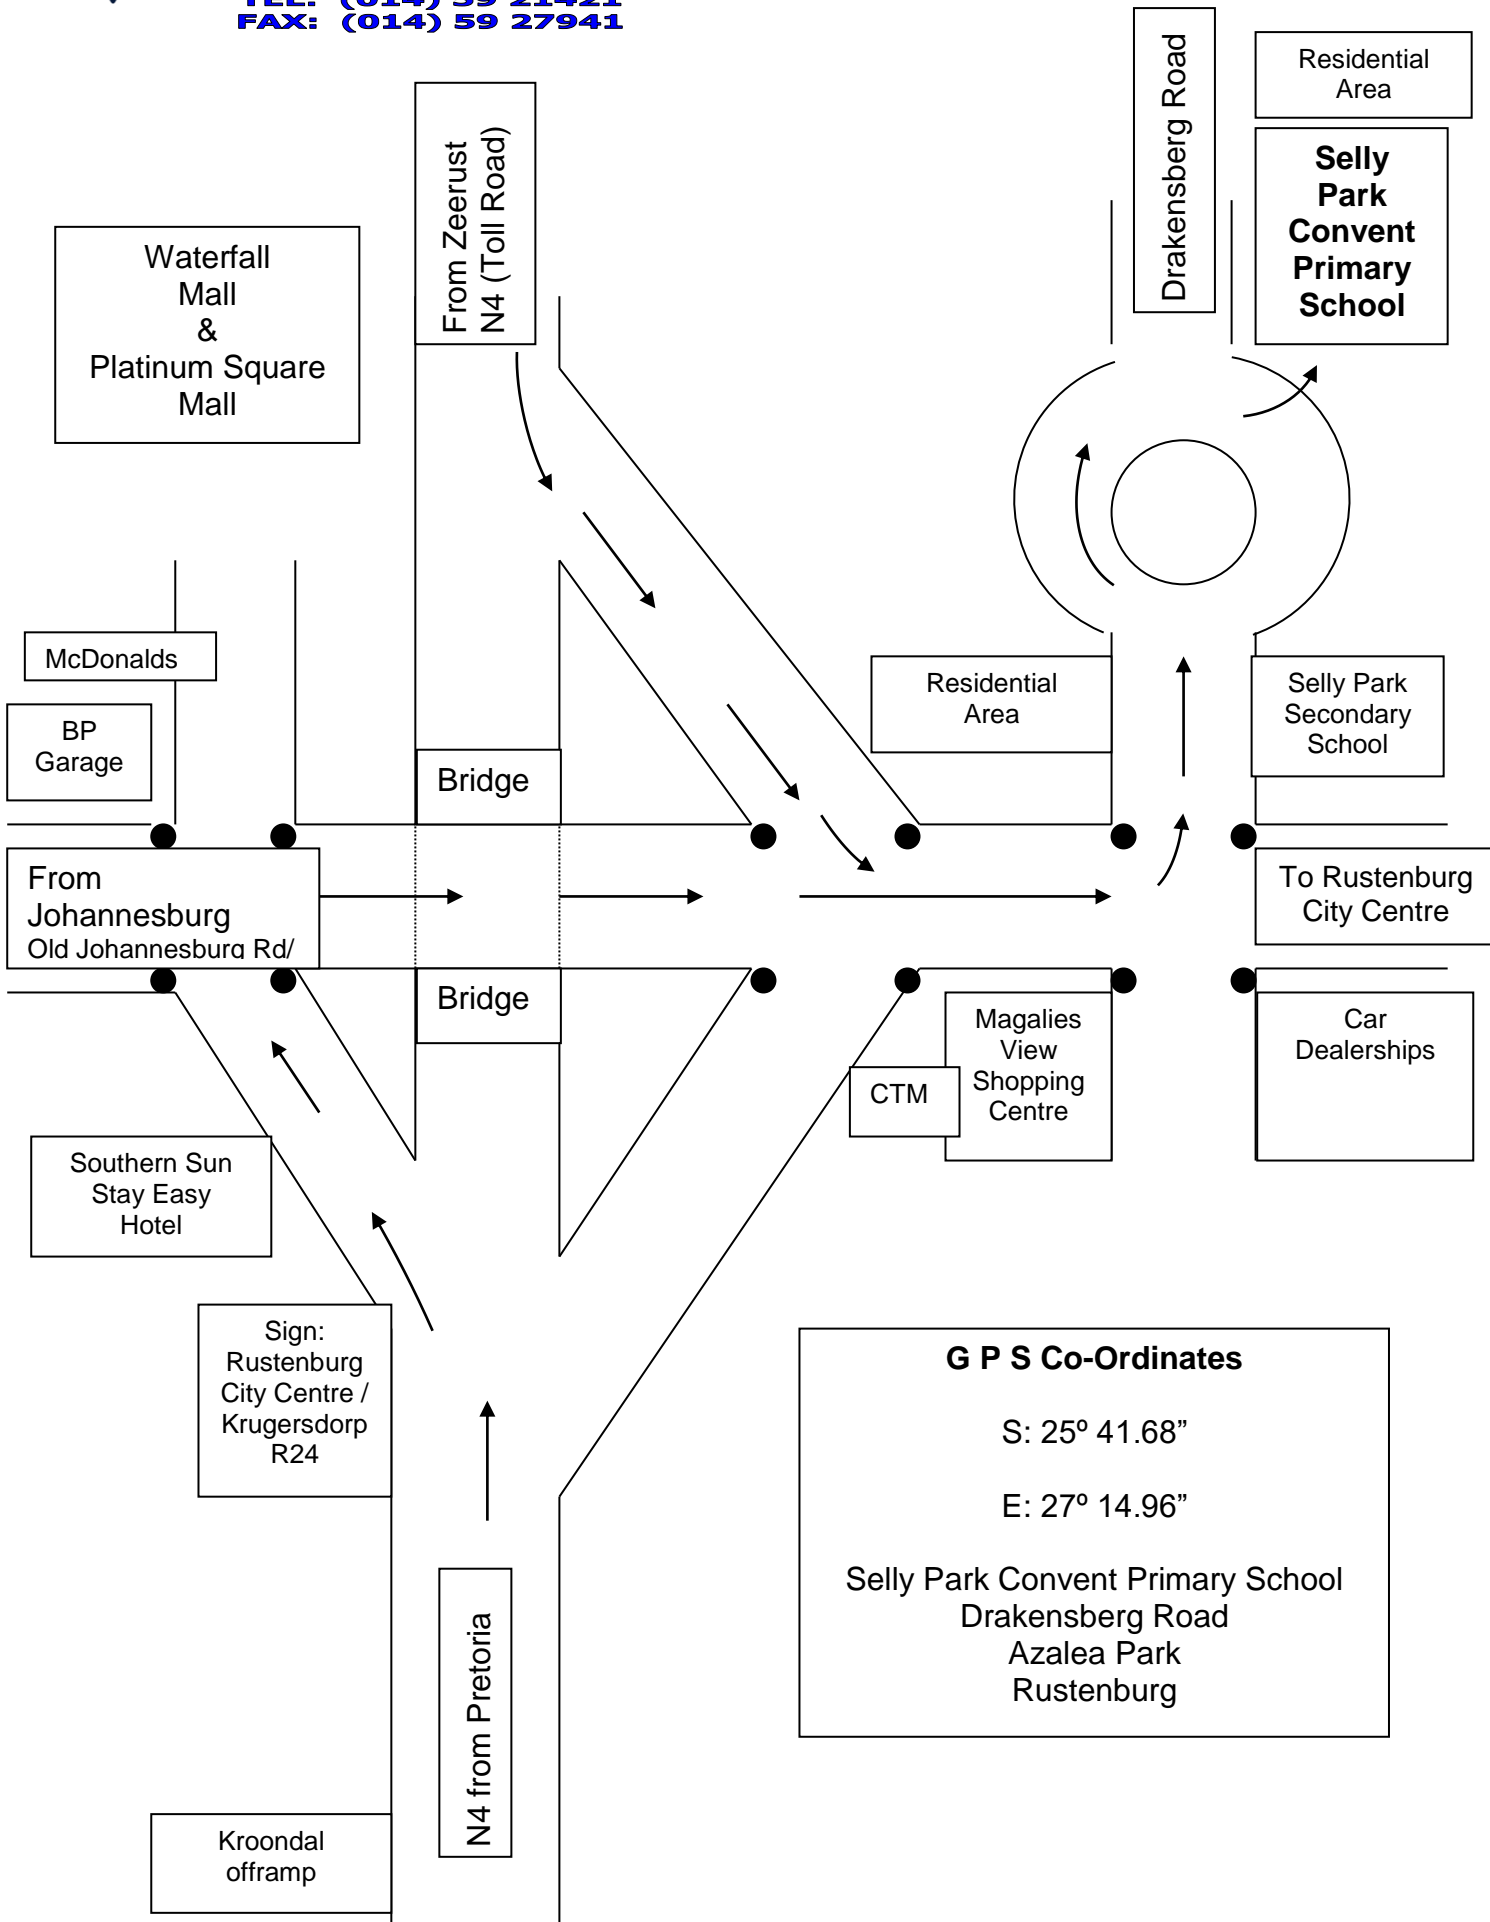 TEL: (014) 59 21421
FAX: (014) 59 27941
Drakensberg Road
Residential
Area
Selly
Park
Convent
Primary
School
From Zeerust
N4 (Toll Road)
Waterfall
Mall
&
Platinum Square
Mall
McDonalds
BP
Garage
Bridge
Residential
Area
Selly Park
Secondary
School
From
Johannesburg
Old Johannesburg Rd/
To Rustenburg
City Centre
Bridge
Magalies
View
Shopping
Centre
CTM
Car
Dealerships
Southern Sun
Stay Easy
Hotel
Sign:
Rustenburg
City Centre /
Krugersdorp
R24
G P S Co-Ordinates
S: 25º 41.68”
E: 27º 14.96”
Selly Park Convent Primary School
Drakensberg Road
Azalea Park
Rustenburg
N4 from Pretoria
Kroondal
offramp